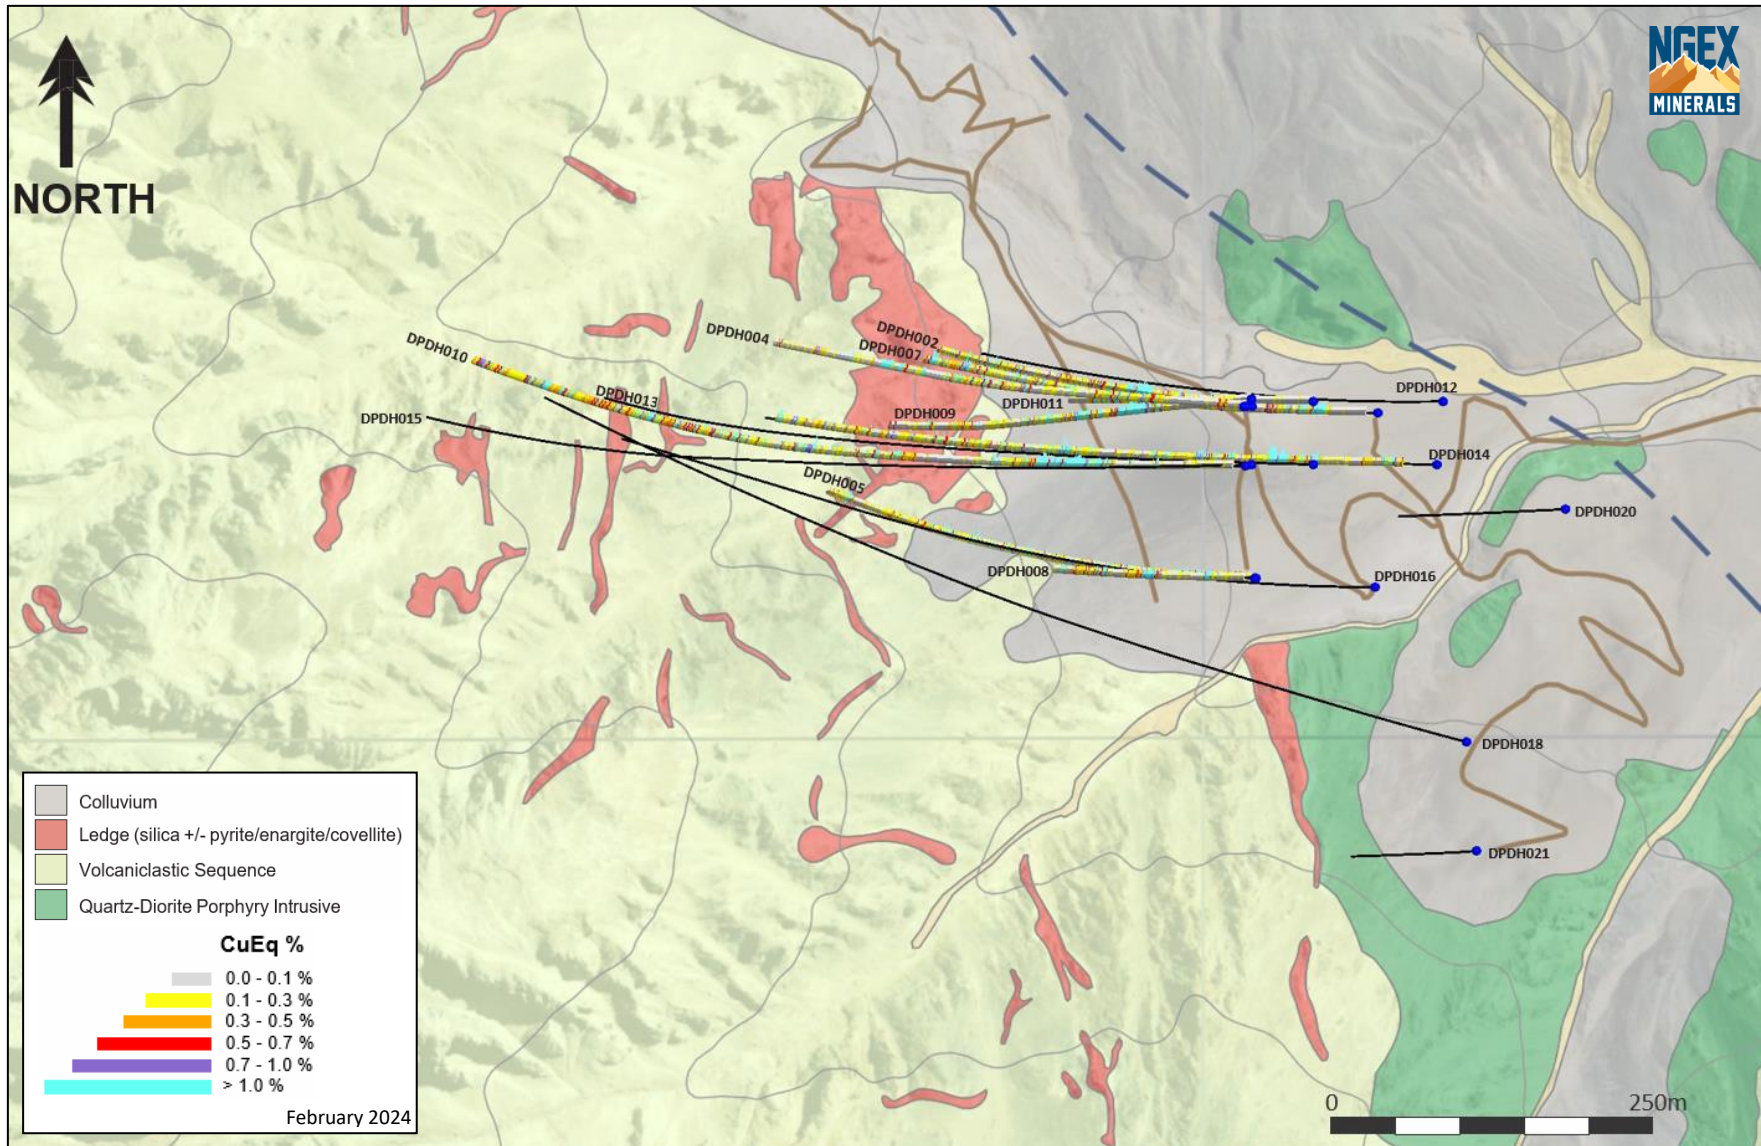 NGEX
MINERALS
NORTH
DPDH002
DPDH004
DPDH007
DPDH010
DPDH012
DPDH013
DPDH011
DPDH009
DPDH015
DPDH014
DPDH005
DPDH020
DPDH008
DPDH016
DPDH018
DPDH021
Colluvium
Ledge (silica +/- pyrite/enargite/covellite)
Volcaniclastic Sequence
Quartz-Diorite Porphyry Intrusive
CuEq %
0.0 - 0.1 %
0.1 - 0.3 %
0.3 - 0.5 %
0.5 - 0.7 %
0.7 - 1.0 %
> 1.0 %
February 2024
0 250m